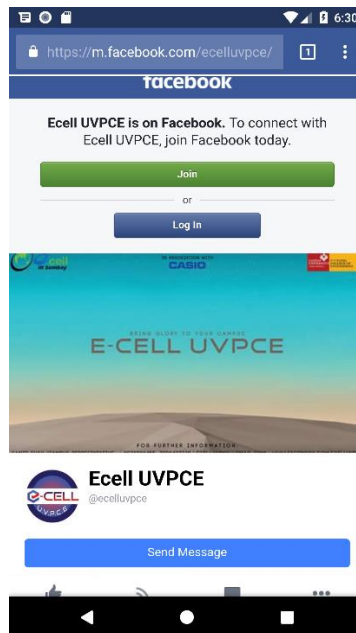 6:30
https://m.facebook.com/ecelluvpce/
1
facebook
Ecell UVPCE is on Facebook. To connect with
Ecell UVPCE, join Facebook today.
Join
or
Log In
e-cell
IIT Bombay
IN ASSOCIATION WITH
CASIO
BRING GLORY TO YOUR CAMPUS
E-CELL UVPCE
FOR FURTHER INFORMATION
E-CELL
U.V.P.C.E
Ecell UVPCE
@ecelluvpce
Send Message